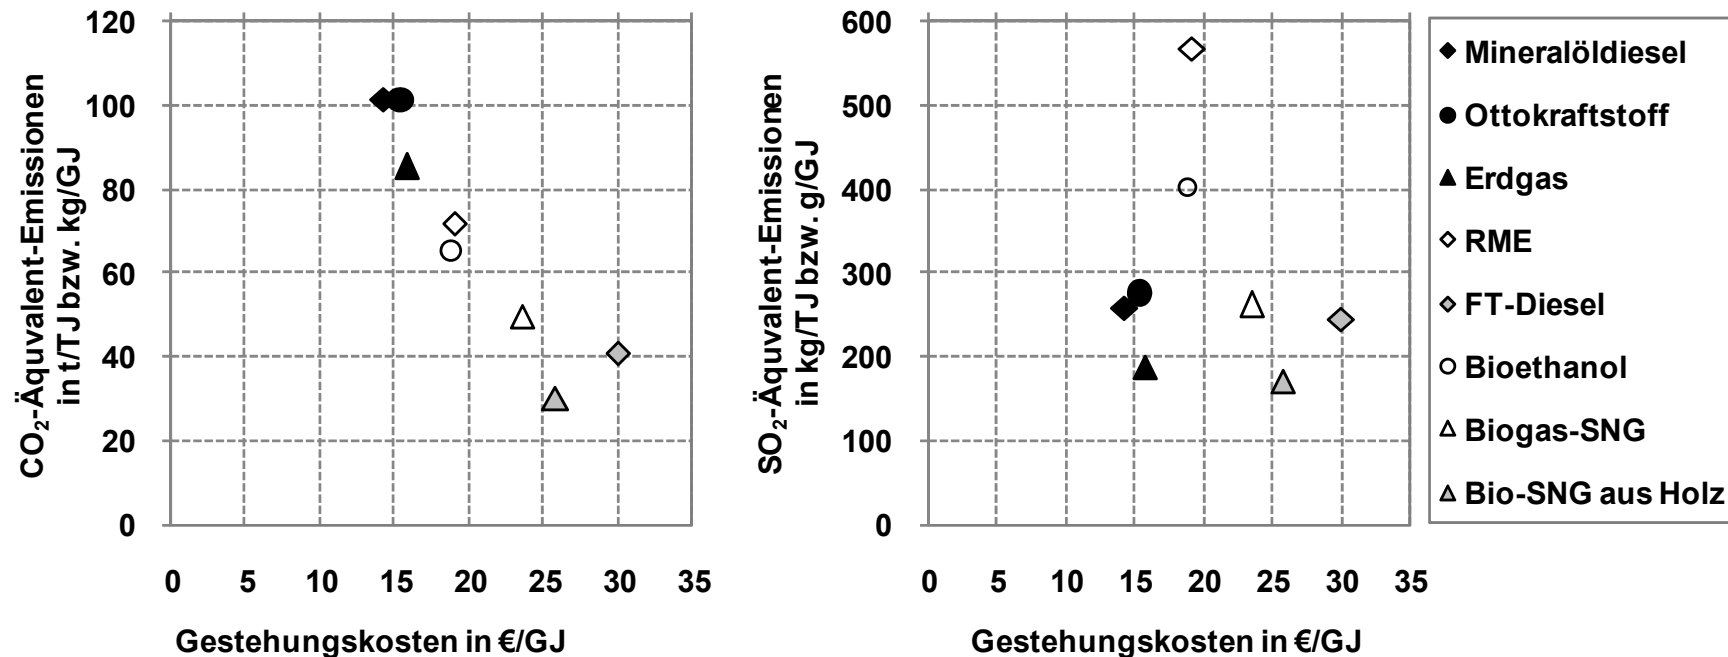 CO₂-Äquvalent-Emissionen
in t/TJ bzw. kg/GJ
120
100
80
60
40
20
0
0 5 10 15 20 25 30 35
Gestehungskosten in €/GJ
SO₂-Äquvalent-Emissionen
in kg/TJ bzw. g/GJ
600
500
400
300
200
100
0
0 5 10 15 20 25 30 35
Gestehungskosten in €/GJ
Mineralöldiesel
Ottokraftstoff
Erdgas
RME
FT-Diesel
Bioethanol
Biogas-SNG
Bio-SNG aus Holz